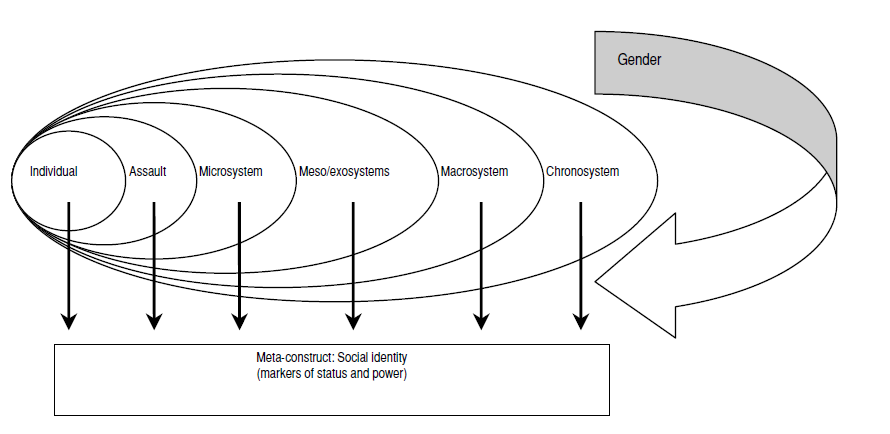 Gender
Individual
Assault
Microsystem
Meso/exosystems
Macrosystem
Chronosystem
Meta-construct: Social identity
(markers of status and power)